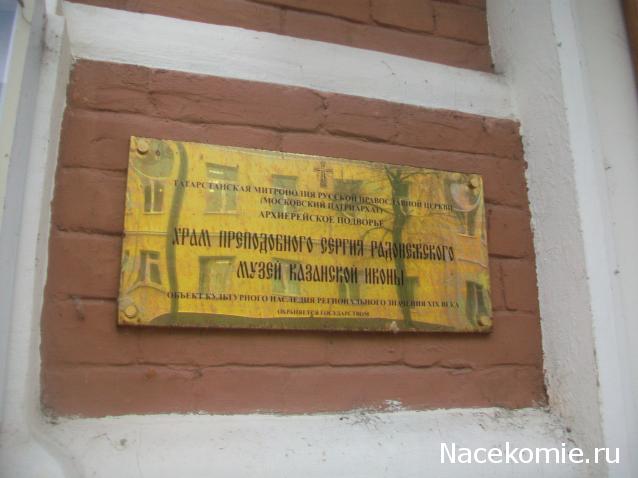 ТАТАРСТАНСКАЯ МИТРОПОЛИЯ РУССКОЙ ПРАВОСЛАВНОЙ ЦЕРКВИ
(МОСКОВСКИЙ ПАТРИАРХАТ)
АРХИЕРЕЙСКОЕ ПОДВОРЬЕ
ХРАМ ПРЕПОДОБНОГО СЕРГИЯ РАДОНЕЖСКОГО
МУЗЕЙ КАЗАНСКОЙ ИКОНЫ
ОБЪЕКТ КУЛЬТУРНОГО НАСЛЕДИЯ РЕГИОНАЛЬНОГО ЗНАЧЕНИЯ XIX ВЕКА
ОХРАНЯЕТСЯ ГОСУДАРСТВОМ
Nacekomie.ru